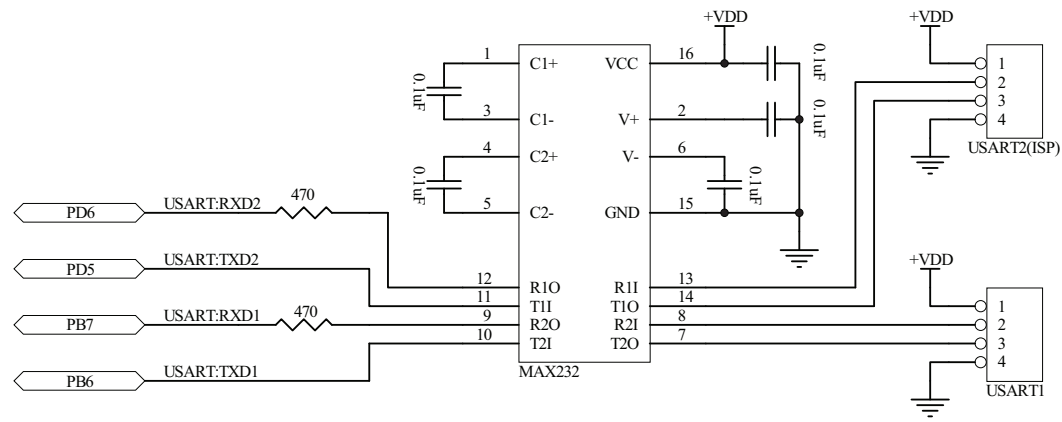 +VDD
+VDD
1 C1+ VCC 16
0.1uF
0.1uF
1
2
3
4
USART2(ISP)
3 C1- V+ 2
0.1uF
4 C2+ V- 6
0.1uF
0.1uF
5 C2- GND 15
PD6 USART:RXD2 470
PD5 USART:TXD2
PB7 USART:RXD1 470
PB6 USART:TXD1
12 R1O R1I 13
11 T1I T1O 14
9 R2O R2I 8
10 T2I T2O 7
MAX232
+VDD
1
2
3
4
USART1